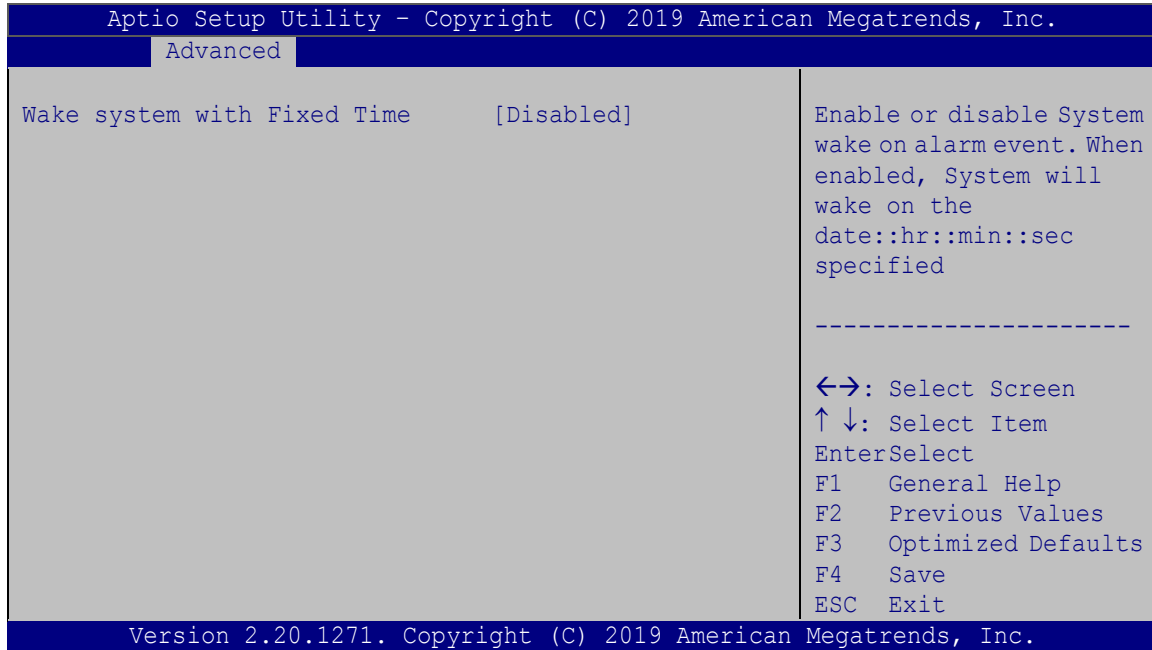 Aptio Setup Utility – Copyright (C) 2019 American Megatrends, Inc.
Advanced
Wake system with Fixed Time [Disabled]
Enable or disable System
wake on alarm event. When
enabled, System will
wake on the
date::hr::min::sec
specified
----------------------
←→: Select Screen
↑ ↓: Select Item
EnterSelect
F1 General Help
F2 Previous Values
F3 Optimized Defaults
F4 Save
ESC Exit
Version 2.20.1271. Copyright (C) 2019 American Megatrends, Inc.